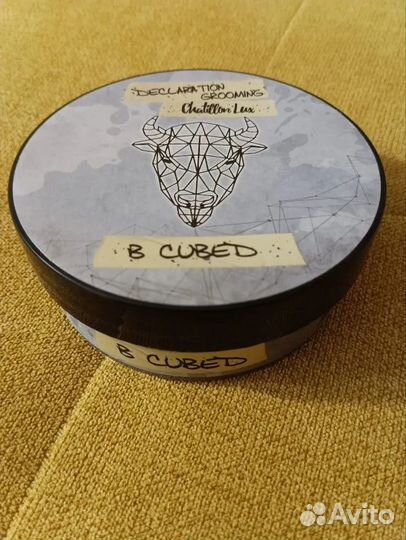 DECLARATION
GROOMING
Chatillon Lux
B CUBED
B CUBED
Avito